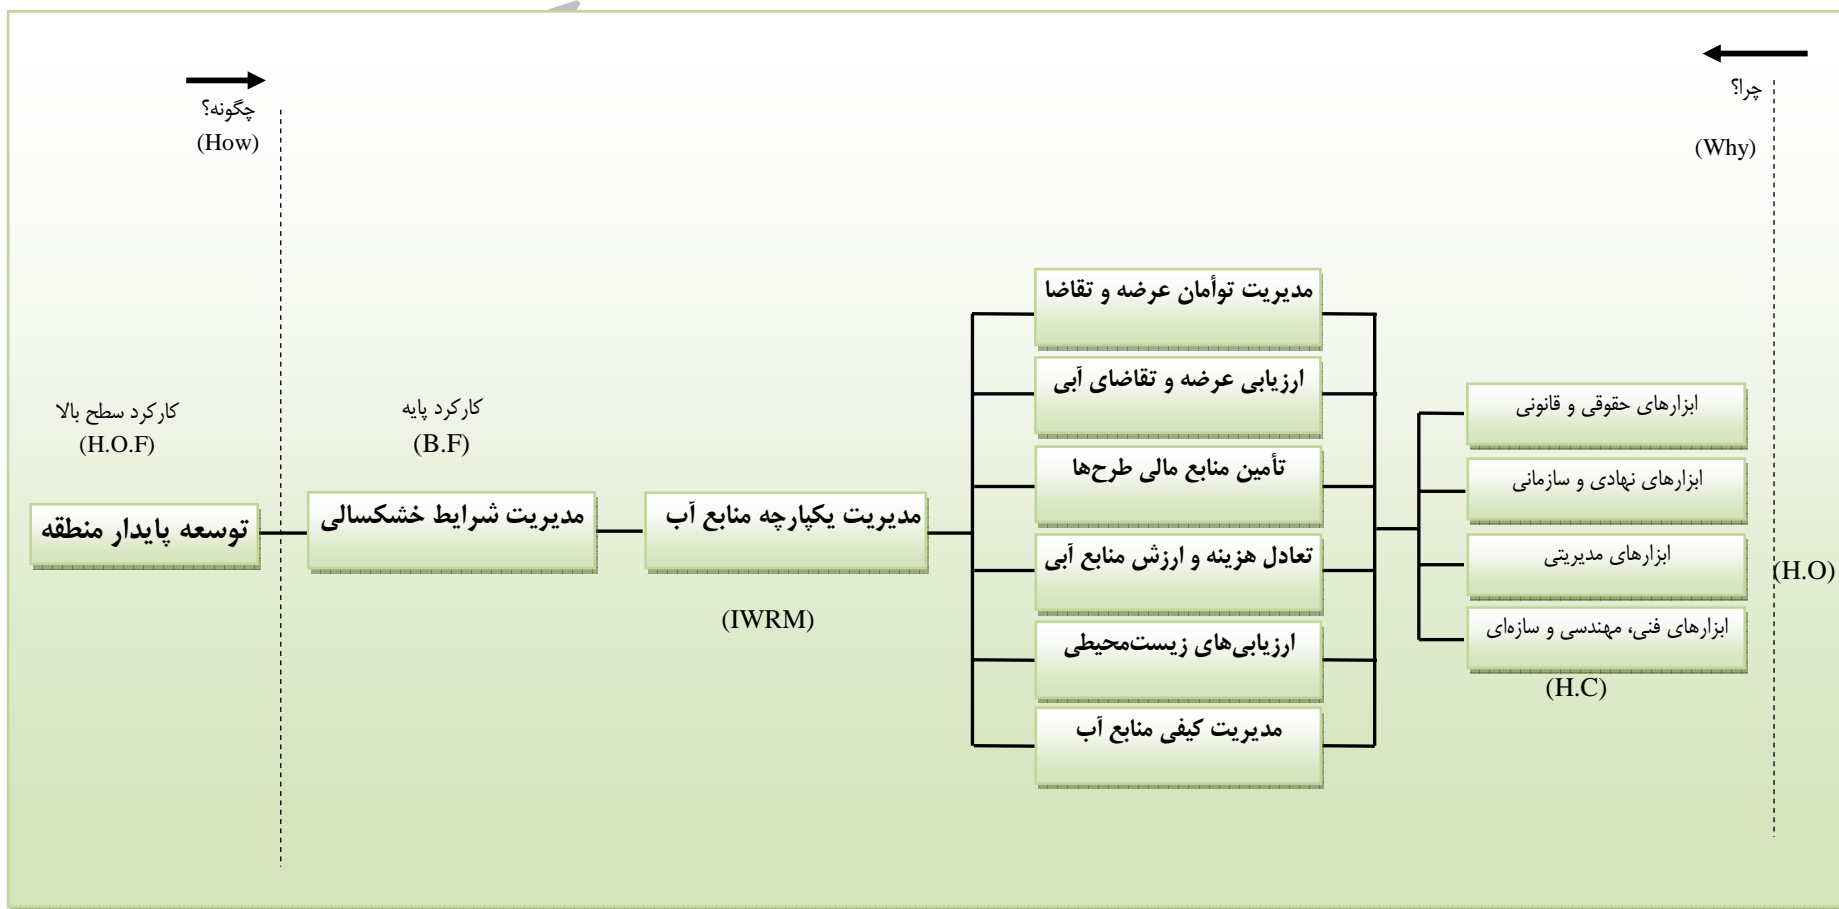 چگونه؟
(How)
چرا؟
(Why)
کارکرد سطح بالا
(H.O.F)
توسعه پایدار منطقه
کارکرد پایه
(B.F)
مدیریت شرایط خشکسالی
مدیریت یکپارچه منابع آب
(IWRM)
مدیریت توأمان عرضه و تقاضا
ارزیابی عرضه و تقاضای آبی
تأمین منابع مالی طرح‌ها
تعادل هزینه و ارزش منابع آبی
ارزیابی‌های زیست‌محیطی
مدیریت کیفی منابع آب
ابزارهای حقوقی و قانونی
ابزارهای نهادی و سازمانی
ابزارهای مدیریتی
ابزارهای فنی، مهندسی و سازه‌ای
(H.C)
(H.O)